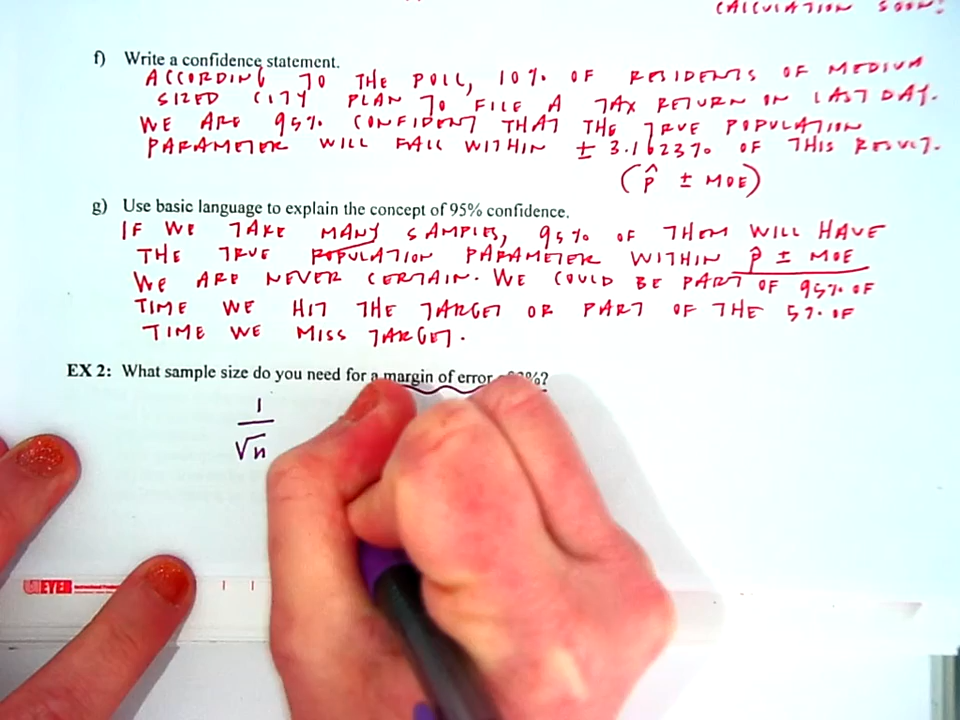 CALCULATION SOON!
f) Write a confidence statement.
ACCORDING TO THE POLL, 10% OF RESIDENTS OF MEDIUM
SIZED CITY PLAN TO FILE A TAX RETURN ON LAST DAY.
WE ARE 95% CONFIDENT THAT THE TRUE POPULATION
PARAMETER WILL FALL WITHIN ± 3.1623% OF THIS RESULT.
(p̂ ± MOE)
g) Use basic language to explain the concept of 95% confidence.
IF WE TAKE MANY SAMPLES, 95% OF THEM WILL HAVE
THE TRUE POPULATION PARAMETER WITHIN p̂ ± MOE
WE ARE NEVER CERTAIN. WE COULD BE PART OF 95% OF
TIME WE HIT THE TARGET OR PART OF THE 5% OF
TIME WE MISS TARGET.
EX 2: What sample size do you need for a margin of error %?
1
√n